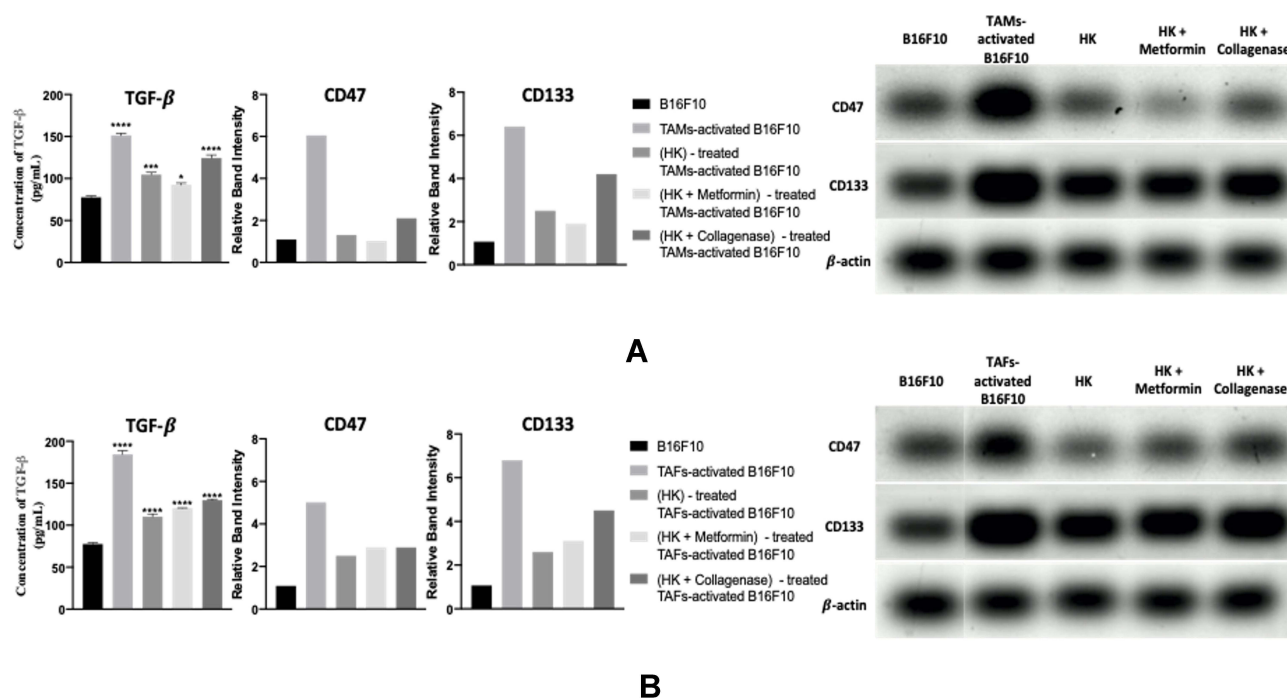 TGF-β
Concentration of TGF-β
(pg/mL)
200
150
100
50
0
****
***
*
****
CD47
Relative Band Intensity
8
6
4
2
0
CD133
Relative Band Intensity
8
6
4
2
0
B16F10
TAMs-activated B16F10
(HK) - treated
TAMs-activated B16F10
(HK + Metformin) - treated
TAMs-activated B16F10
(HK + Collagenase) - treated
TAMs-activated B16F10
B16F10
TAMs-
activated
B16F10
HK
HK +
Metformin
HK +
Collagenase
CD47
CD133
β-actin
A
TGF-β
Concentration of TGF-β
(pg/mL)
200
150
100
50
0
****
****
****
****
CD47
Relative Band Intensity
8
6
4
2
0
CD133
Relative Band Intensity
8
6
4
2
0
B16F10
TAFs-activated B16F10
(HK) - treated
TAFs-activated B16F10
(HK + Metformin) - treated
TAFs-activated B16F10
(HK + Collagenase) - treated
TAFs-activated B16F10
B16F10
TAFs-
activated
B16F10
HK
HK +
Metformin
HK +
Collagenase
CD47
CD133
β-actin
B